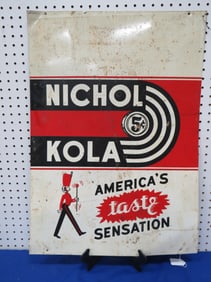 NICHOL
5¢
KOLA
AMERICA'S
taste
SENSATION